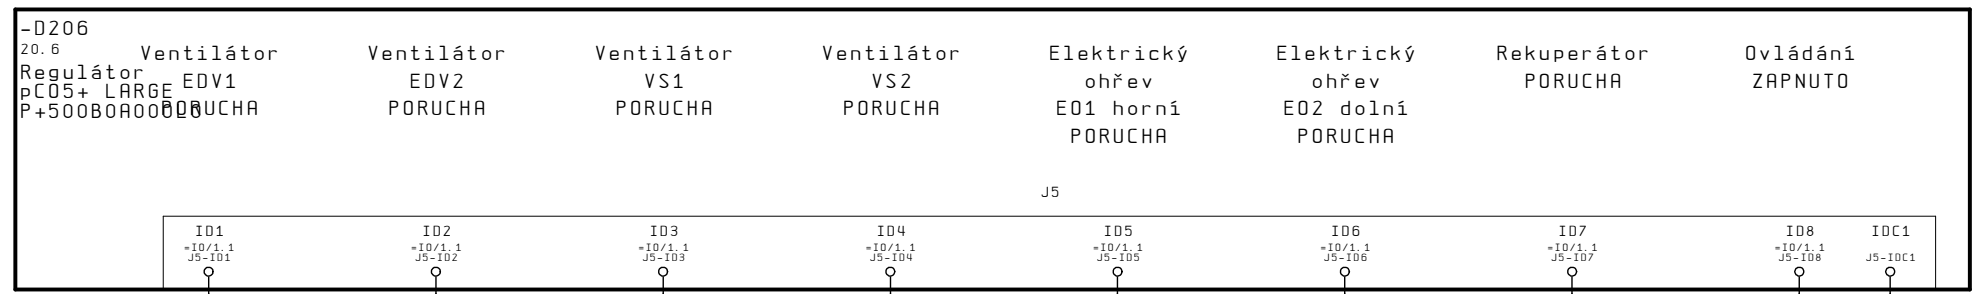 -D206
20.6
Regulátor
pCO5+ LARGE
P+500B0A000L0
Ventilátor
EDV1
PORUCHA
Ventilátor
EDV2
PORUCHA
Ventilátor
VS1
PORUCHA
Ventilátor
VS2
PORUCHA
Elektrický
ohřev
EO1 horní
PORUCHA
Elektrický
ohřev
EO2 dolní
PORUCHA
Rekuperátor
PORUCHA
Ovládání
ZAPNUTO
J5
ID1
=IO/1.1
J5-ID1
ID2
=IO/1.1
J5-ID2
ID3
=IO/1.1
J5-ID3
ID4
=IO/1.1
J5-ID4
ID5
=IO/1.1
J5-ID5
ID6
=IO/1.1
J5-ID6
ID7
=IO/1.1
J5-ID7
ID8
=IO/1.1
J5-ID8
IDC1
J5-IDC1